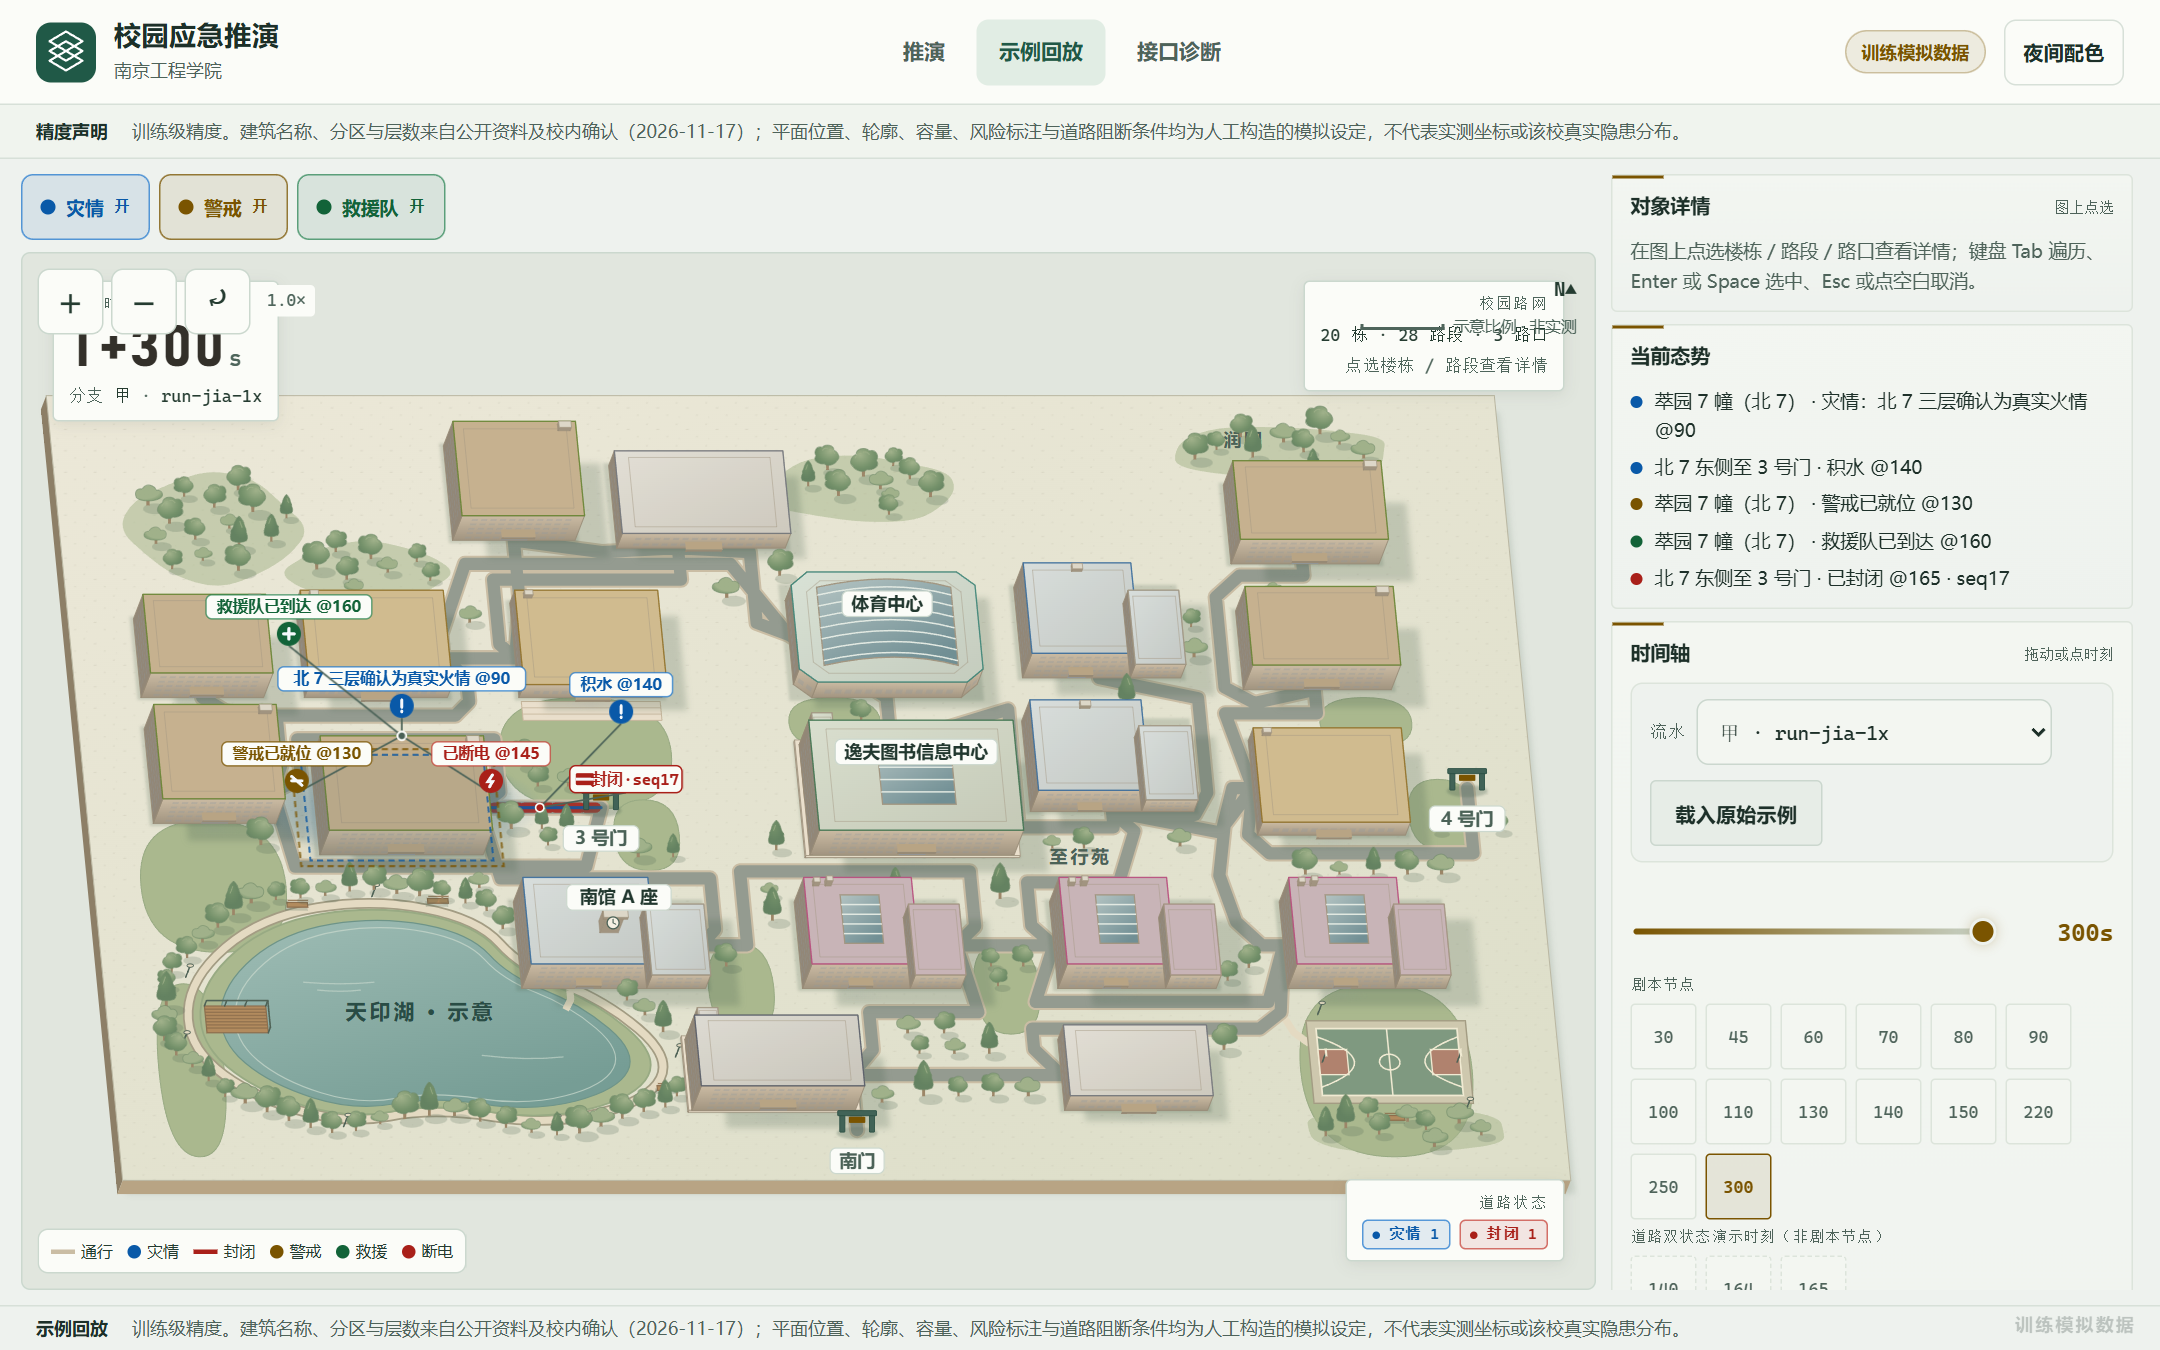 校园应急推演
南京工程学院
推演
示例回放
接口诊断
训练模拟数据
夜间配色
精度声明 训练级精度。建筑名称、分区与层数来自公开资料及校内确认（2026-11-17）；平面位置、轮廓、容量、风险标注与道路阻断条件均为人工构造的模拟设定，不代表实测坐标或该校真实隐患分布。
灾情 开
警戒 开
救援队 开
+
−
1.0×
T+300s
分支 甲 · run-jia-1x
校园路网
N▲
示意比例 · 非实测
20 栋 · 28 路段 · 3 路口
点选楼栋 / 路段查看详情
体育中心
救援队已到达 @160
北 7 三层确认为真实火情 @90
积水 @140
警戒已就位 @130
已断电 @145
封闭·seq17
逸夫图书信息中心
3 号门
4 号门
至行苑
南馆 A 座
天印湖 · 示意
南门
道路状态
灾情 1
封闭 1
通行
灾情
封闭
警戒
救援
断电
对象详情
图上点选
在图上点选楼栋 / 路段 / 路口查看详情；键盘 Tab 遍历、
Enter 或 Space 选中、Esc 或点空白取消。
当前态势
萃园 7 幢（北 7） · 灾情：北 7 三层确认为真实火情
@90
北 7 东侧至 3 号门 · 积水 @140
萃园 7 幢（北 7） · 警戒已就位 @130
萃园 7 幢（北 7） · 救援队已到达 @160
北 7 东侧至 3 号门 · 已封闭 @165 · seq17
时间轴
拖动或点时刻
流水
甲 · run-jia-1x
载入原始示例
300s
剧本节点
30 45 60 70 80 90
100 110 130 140 150 220
250 300
道路双状态演示时刻（非剧本节点）
140 164 165
示例回放 训练级精度。建筑名称、分区与层数来自公开资料及校内确认（2026-11-17）；平面位置、轮廓、容量、风险标注与道路阻断条件均为人工构造的模拟设定，不代表实测坐标或该校真实隐患分布。
训练模拟数据